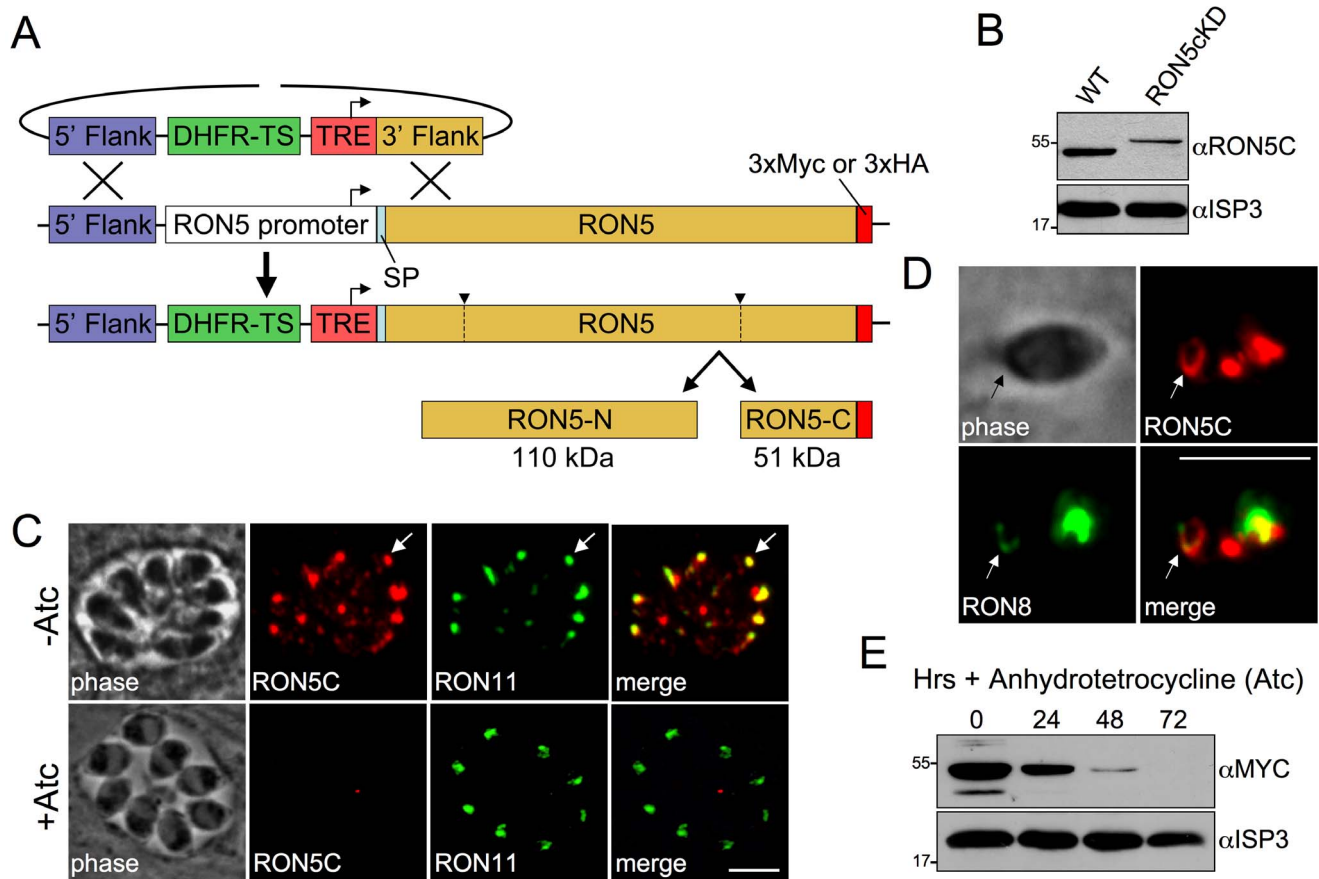 A
5' Flank DHFR-TS TRE 3' Flank
3xMyc or 3xHA
5' Flank RON5 promoter RON5
SP
5' Flank DHFR-TS TRE RON5
RON5-N RON5-C
110 kDa 51 kDa
B
WT RON5cKD
55 αRON5C
17 αISP3
C
-Atc
phase RON5C RON11 merge
+Atc
phase RON5C RON11 merge
D
phase RON5C
RON8 merge
E
Hrs + Anhydrotetrocycline (Atc)
0 24 48 72
55 αMYC
17 αISP3